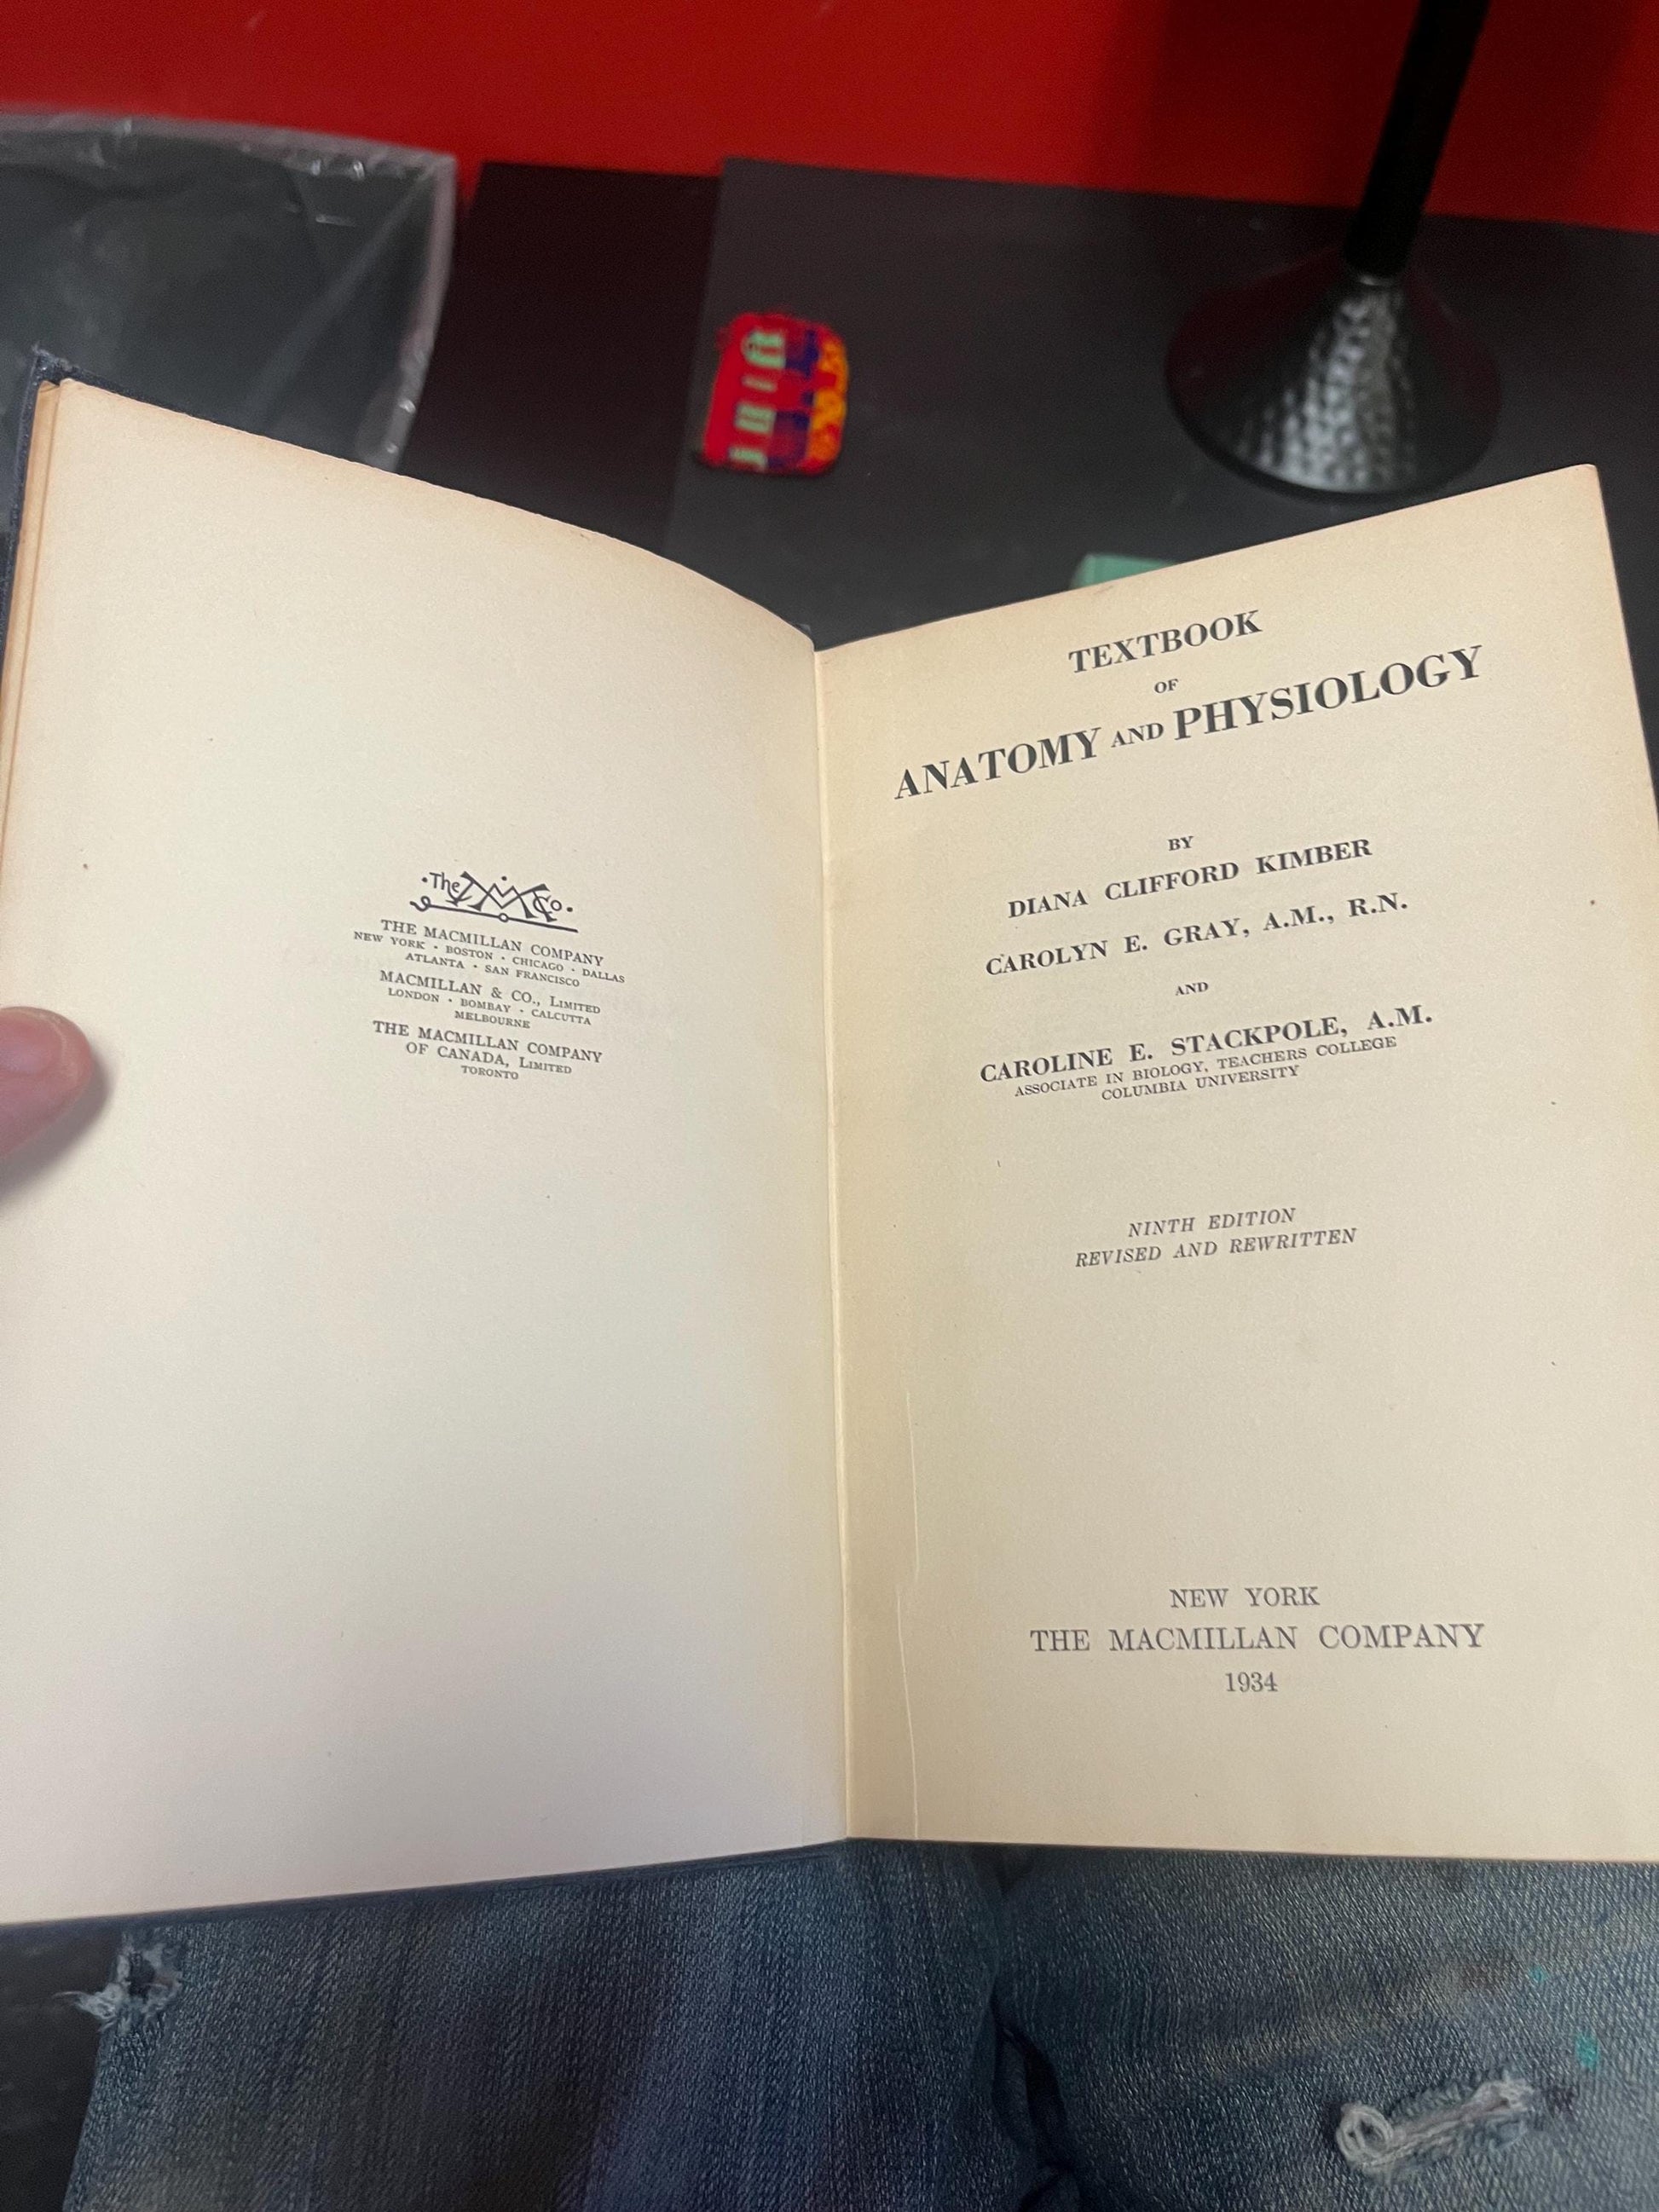 ·The MM Co.·
THE MACMILLAN COMPANY
NEW YORK · BOSTON · CHICAGO · DALLAS
ATLANTA · SAN FRANCISCO
MACMILLAN & CO., LIMITED
LONDON · BOMBAY · CALCUTTA
MELBOURNE
THE MACMILLAN COMPANY
OF CANADA, LIMITED
TORONTO
TEXTBOOK
OF
ANATOMY AND PHYSIOLOGY
BY
DIANA CLIFFORD KIMBER
CAROLYN E. GRAY, A.M., R.N.
AND
CAROLINE E. STACKPOLE, A.M.
ASSOCIATE IN BIOLOGY, TEACHERS COLLEGE
COLUMBIA UNIVERSITY
NINTH EDITION
REVISED AND REWRITTEN
NEW YORK
THE MACMILLAN COMPANY
1934